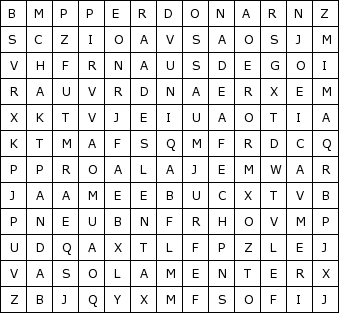 B M P P E R D O N A R N Z
S C Z I O A V S A O S J M
V H F R N A U S D E G O I
R A U V R D N A E R X E M
X K T V J E I U A O T I A
K T M A F S Q M F R D C Q
P P R O A L A J E M W A R
J A A M E E B U C X T V B
P N E U B N F R H O V M P
U D Q A X T L F P Z L E J
V A S O L A M E N T E R X
Z B J Q Y X M F S O F I J